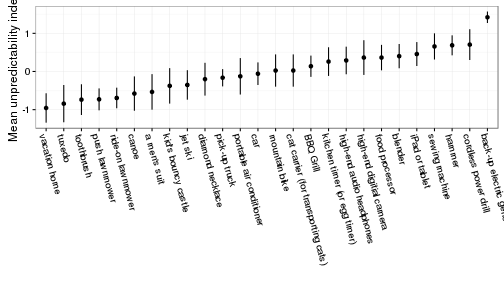 Mean unpredictability inde
1
0
-1
vacation home
tuxedo
toothbrush
push lawnmower
ride-on lawnmower
canoe
a men's suit
kid's bouncy castle
jet ski
diamond necklace
pick-up truck
portable air conditioner
car
mountain bike
cat carrier (for transporting cats)
BBQ Grill
kitchen timer (or egg timer)
high-end audio headphones
high-end digital camera
food processor
blender
iPad or tablet
sewing machine
hammer
cordless power drill
back-up electric gene